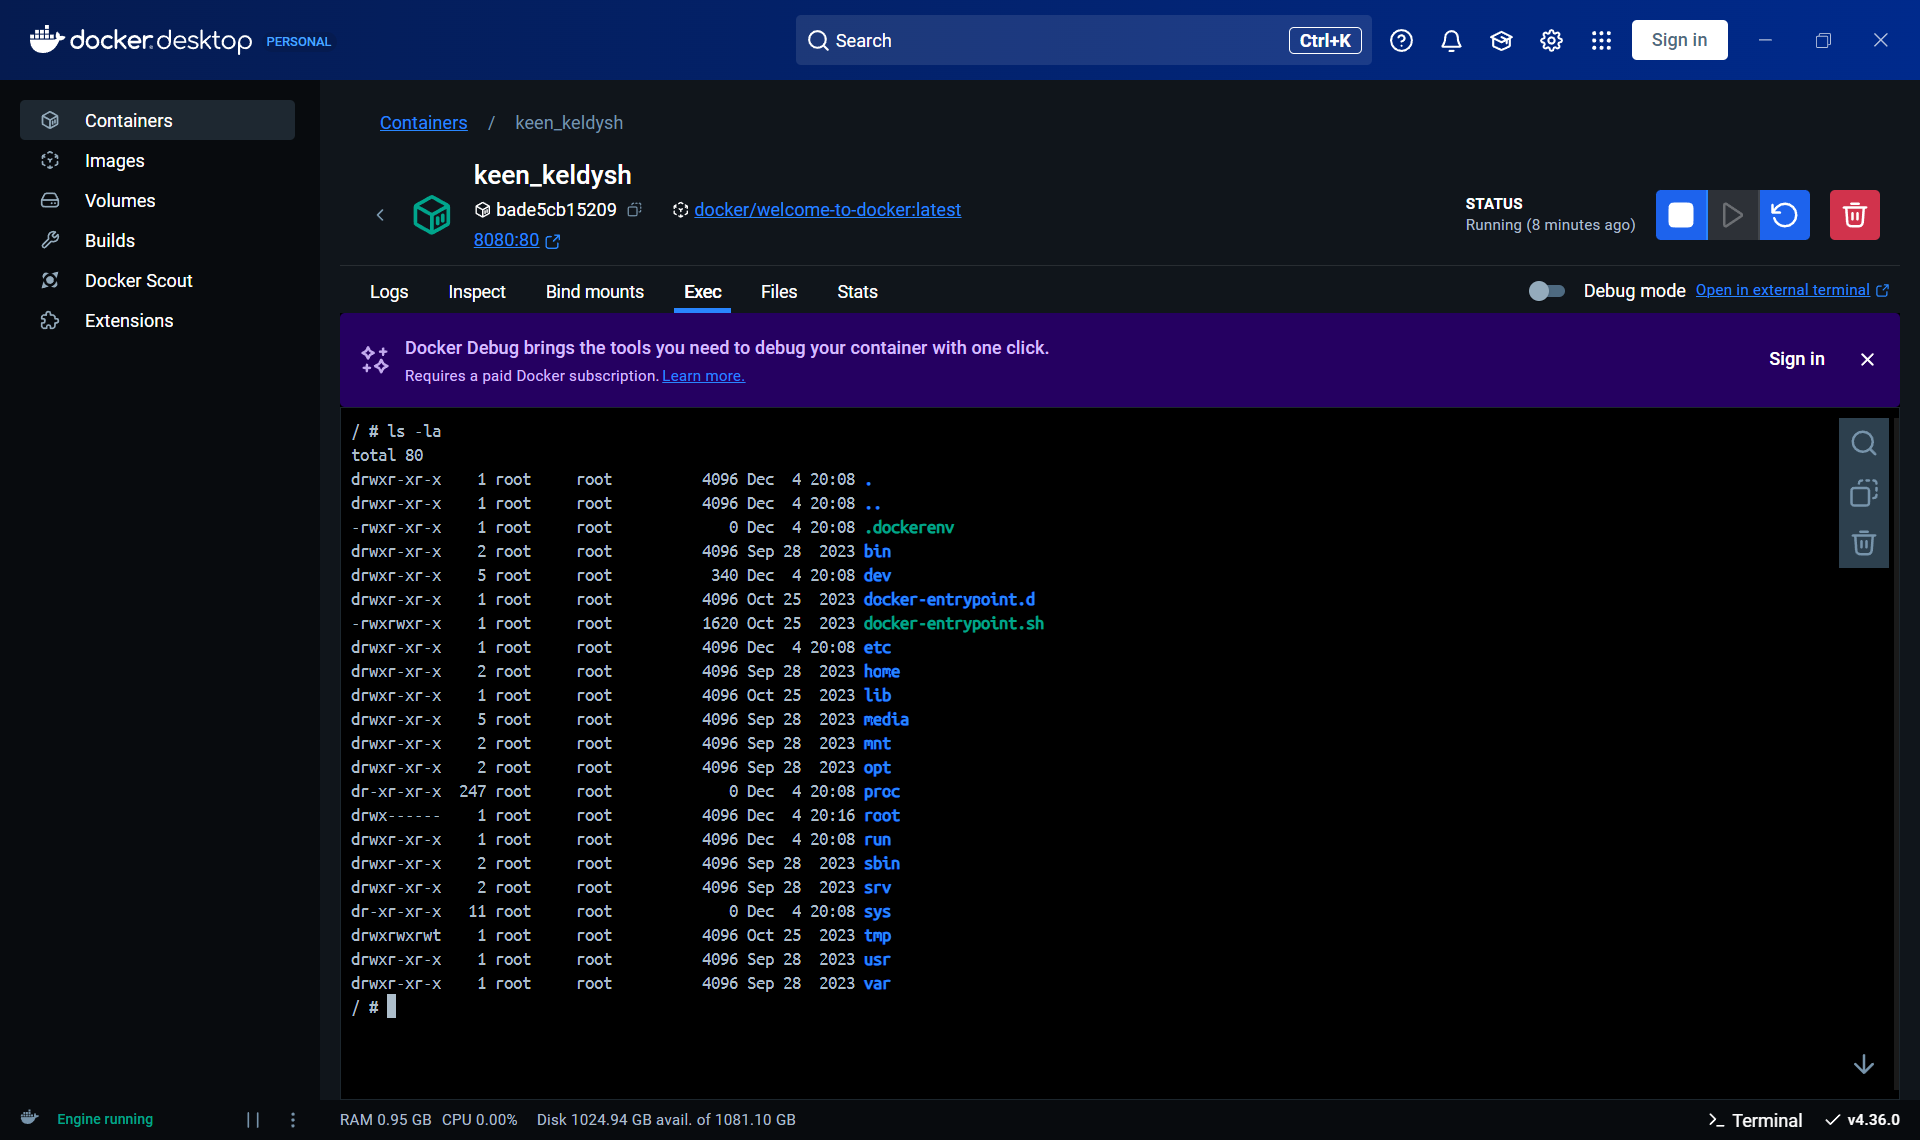 docker.desktop PERSONAL
Search Ctrl+K
Sign in
Containers
Images
Volumes
Builds
Docker Scout
Extensions
Containers / keen_keldysh
keen_keldysh
bade5cb15209 docker/welcome-to-docker:latest
8080:80
STATUS
Running (8 minutes ago)
Logs Inspect Bind mounts Exec Files Stats
Debug mode Open in external terminal
Docker Debug brings the tools you need to debug your container with one click.
Requires a paid Docker subscription. Learn more.
Sign in
/ # ls -la
total 80
drwxr-xr-x    1 root     root          4096 Dec  4 20:08 .
drwxr-xr-x    1 root     root          4096 Dec  4 20:08 ..
-rwxr-xr-x    1 root     root             0 Dec  4 20:08 .dockerenv
drwxr-xr-x    2 root     root          4096 Sep 28  2023 bin
drwxr-xr-x    5 root     root           340 Dec  4 20:08 dev
drwxr-xr-x    1 root     root          4096 Oct 25  2023 docker-entrypoint.d
-rwxrwxr-x    1 root     root          1620 Oct 25  2023 docker-entrypoint.sh
drwxr-xr-x    1 root     root          4096 Dec  4 20:08 etc
drwxr-xr-x    2 root     root          4096 Sep 28  2023 home
drwxr-xr-x    1 root     root          4096 Oct 25  2023 lib
drwxr-xr-x    5 root     root          4096 Sep 28  2023 media
drwxr-xr-x    2 root     root          4096 Sep 28  2023 mnt
drwxr-xr-x    2 root     root          4096 Sep 28  2023 opt
dr-xr-xr-x  247 root     root             0 Dec  4 20:08 proc
drwx------    1 root     root          4096 Dec  4 20:16 root
drwxr-xr-x    1 root     root          4096 Dec  4 20:08 run
drwxr-xr-x    2 root     root          4096 Sep 28  2023 sbin
drwxr-xr-x    2 root     root          4096 Sep 28  2023 srv
dr-xr-xr-x   11 root     root             0 Dec  4 20:08 sys
drwxrwxrwt    1 root     root          4096 Oct 25  2023 tmp
drwxr-xr-x    1 root     root          4096 Sep 28  2023 usr
drwxr-xr-x    1 root     root          4096 Sep 28  2023 var
/ #
Engine running
RAM 0.95 GB CPU 0.00% Disk 1024.94 GB avail. of 1081.10 GB
Terminal v4.36.0